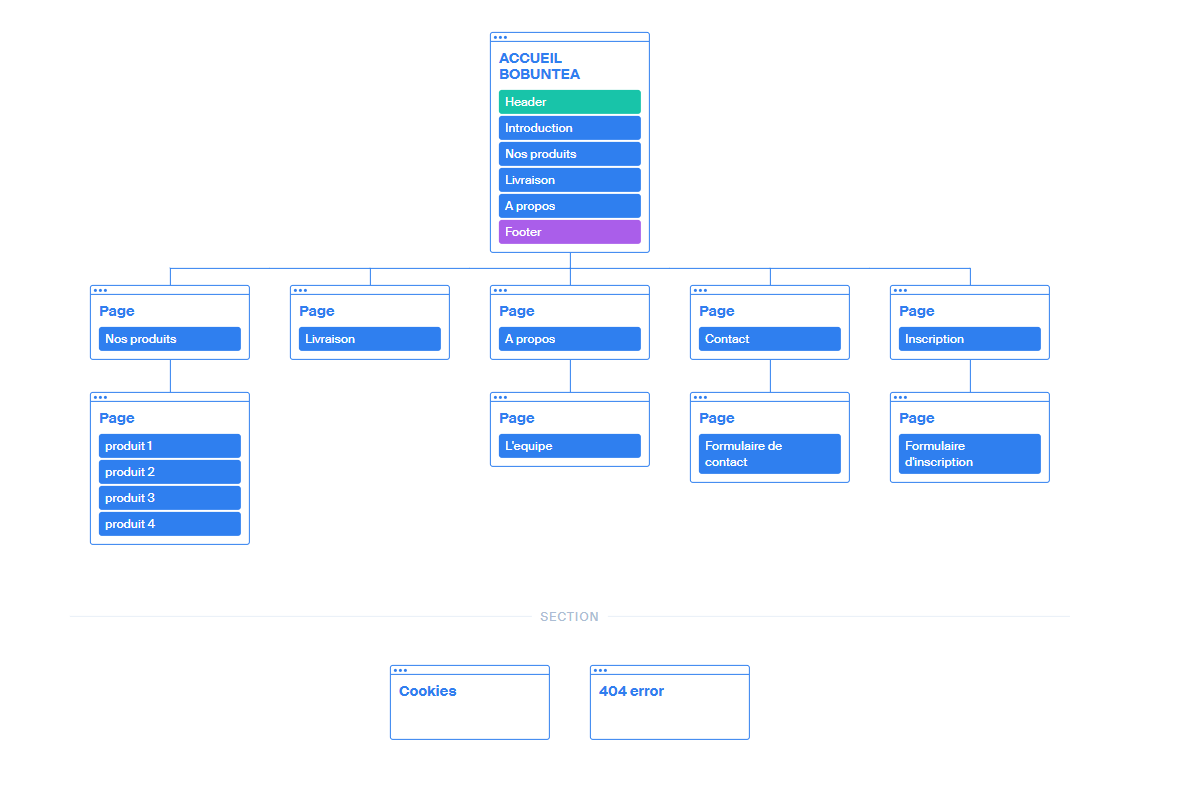 ACCUEIL
BOBUNTEA
Header
Introduction
Nos produits
Livraison
A propos
Footer
Page
Nos produits
Page
Livraison
Page
A propos
Page
Contact
Page
Inscription
Page
produit 1
produit 2
produit 3
produit 4
Page
L'equipe
Page
Formulaire de
contact
Page
Formulaire
d'inscription
SECTION
Cookies
404 error